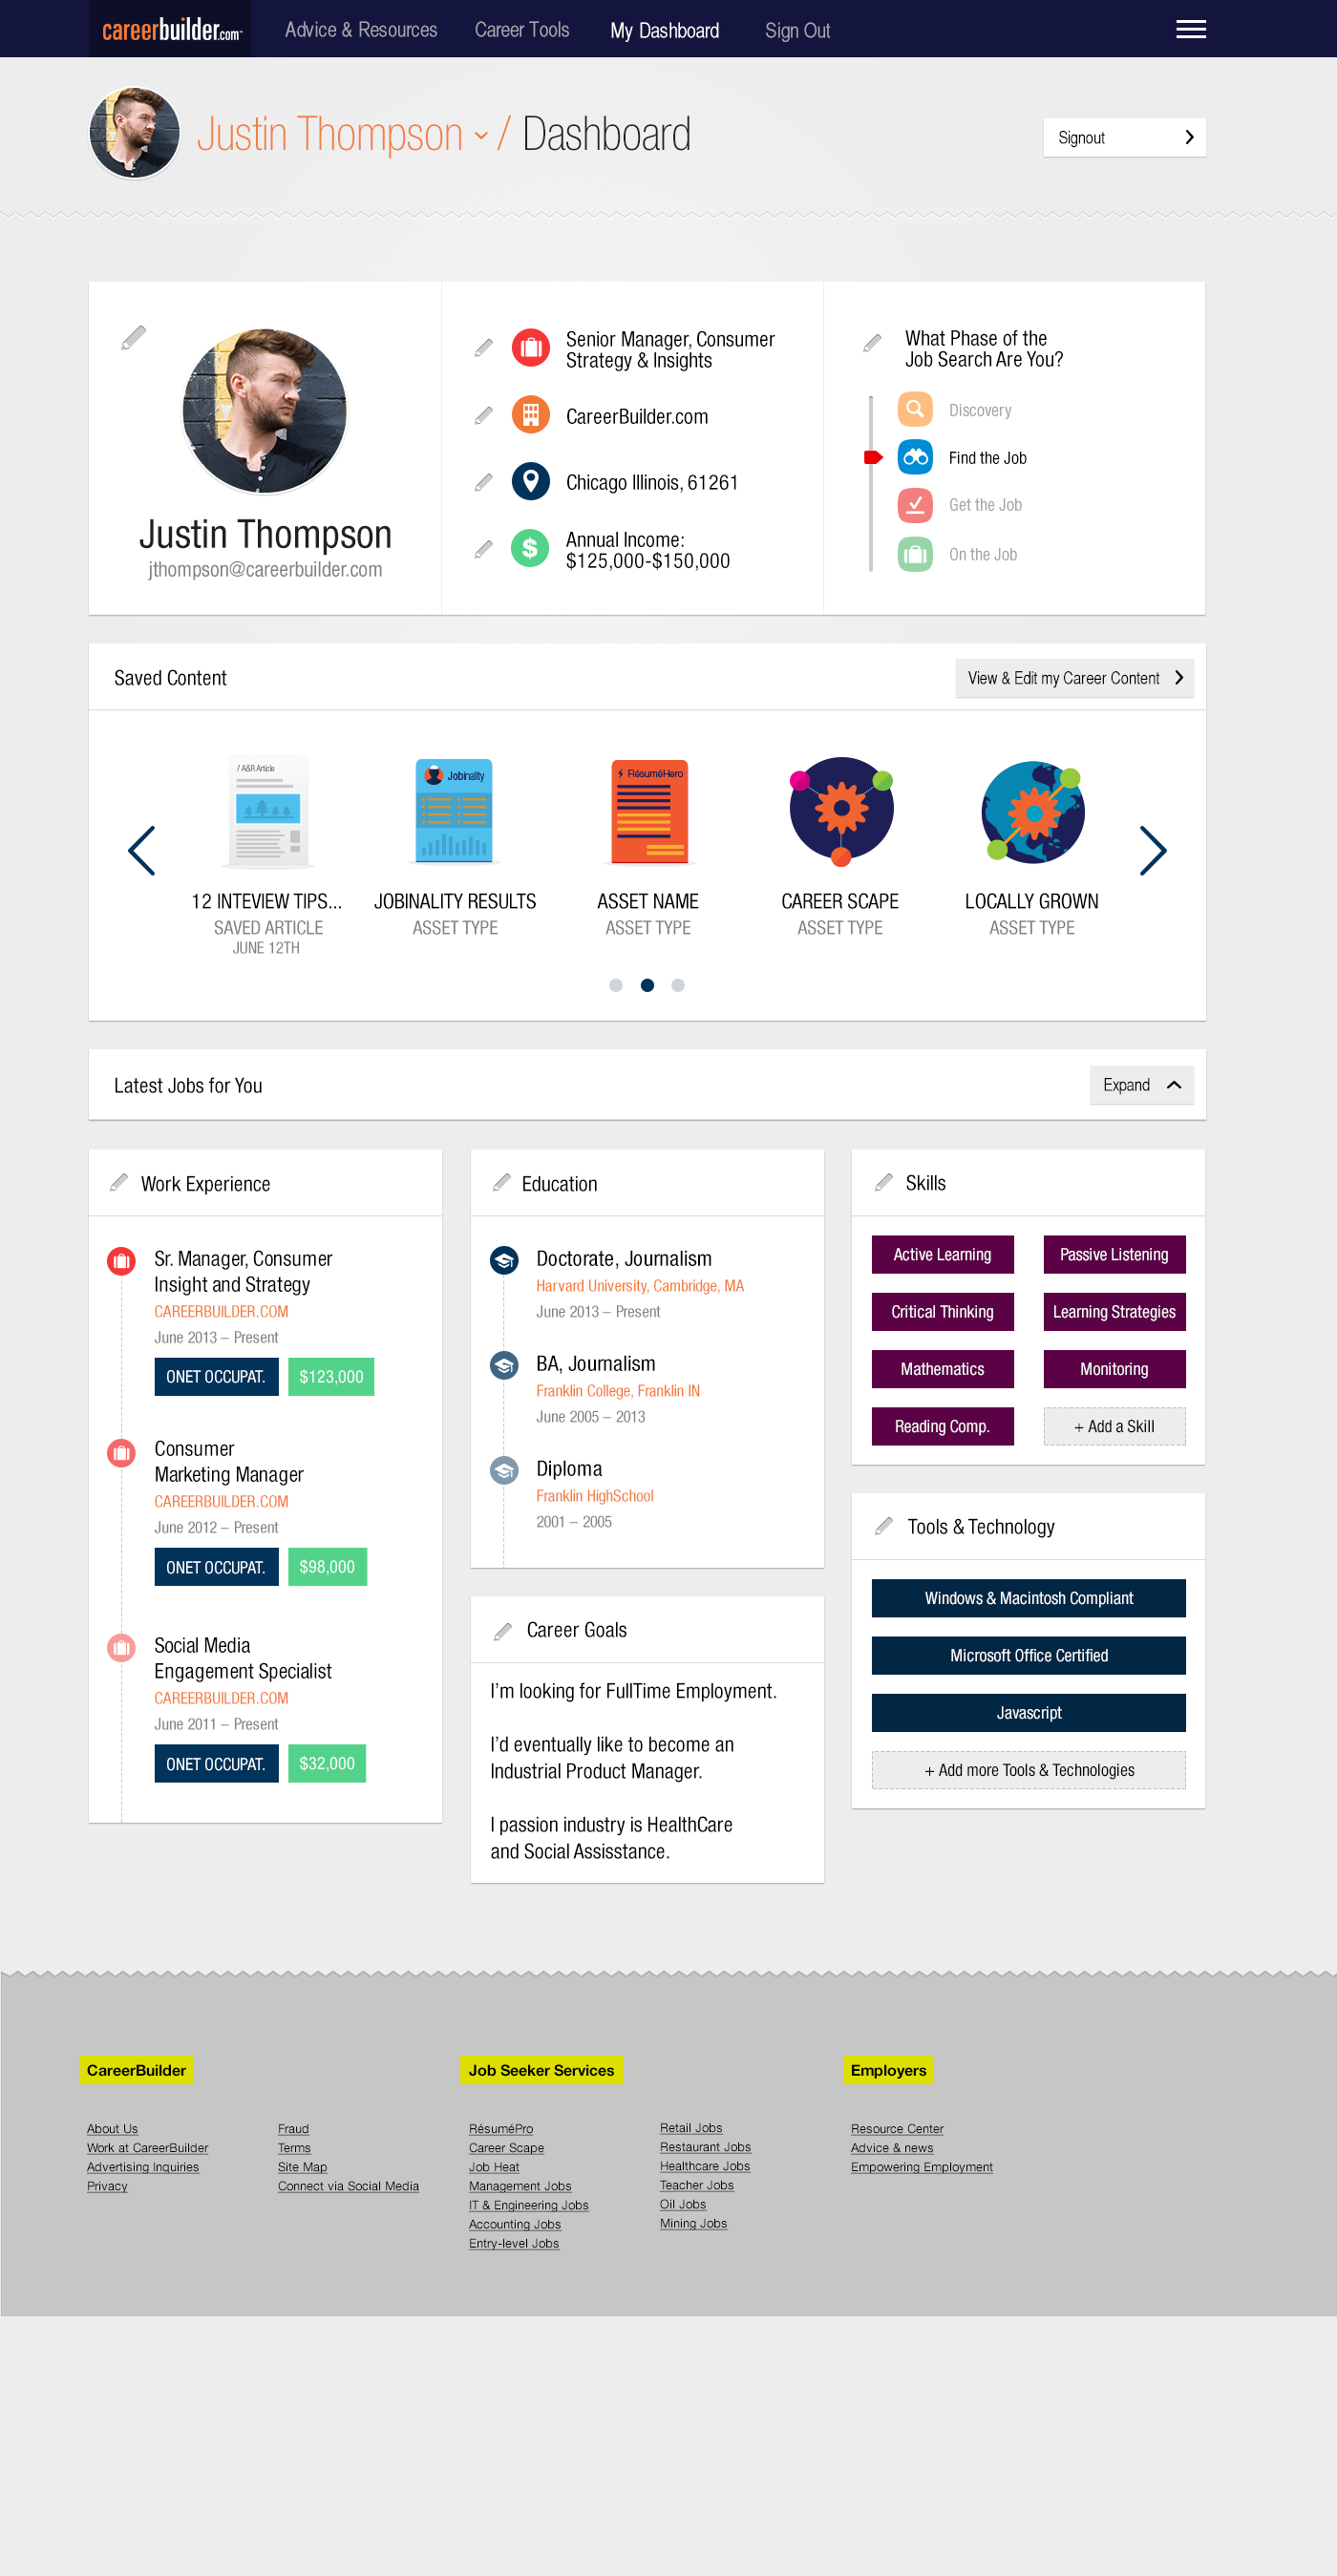 careerbuilder.com
Advice & Resources
Career Tools
My Dashboard
Sign Out
Justin Thompson / Dashboard
Signout
Justin Thompson
jthompson@careerbuilder.com
Senior Manager, Consumer
Strategy & Insights
CareerBuilder.com
Chicago Illinois, 61261
$
Annual Income:
$125,000-$150,000
What Phase of the
Job Search Are You?
Discovery
Find the Job
Get the Job
On the Job
Saved Content
View & Edit my Career Content
/ A&R Article
Jobinality
RésuméHero
12 INTEVIEW TIPS...
SAVED ARTICLE
JUNE 12TH
JOBINALITY RESULTS
ASSET TYPE
ASSET NAME
ASSET TYPE
CAREER SCAPE
ASSET TYPE
LOCALLY GROWN
ASSET TYPE
Latest Jobs for You
Expand
Work Experience
Sr. Manager, Consumer
Insight and Strategy
CAREERBUILDER.COM
June 2013 – Present
ONET OCCUPAT.
$123,000
Consumer
Marketing Manager
CAREERBUILDER.COM
June 2012 – Present
ONET OCCUPAT.
$98,000
Social Media
Engagement Specialist
CAREERBUILDER.COM
June 2011 – Present
ONET OCCUPAT.
$32,000
Education
Doctorate, Journalism
Harvard University, Cambridge, MA
June 2013 – Present
BA, Journalism
Franklin College, Franklin IN
June 2005 – 2013
Diploma
Franklin HighSchool
2001 – 2005
Career Goals
I'm looking for FullTime Employment.
I'd eventually like to become an
Industrial Product Manager.
I passion industry is HealthCare
and Social Assisstance.
Skills
Active Learning
Passive Listening
Critical Thinking
Learning Strategies
Mathematics
Monitoring
Reading Comp.
+ Add a Skill
Tools & Technology
Windows & Macintosh Compliant
Microsoft Office Certified
Javascript
+ Add more Tools & Technologies
CareerBuilder
About Us
Work at CareerBuilder
Advertising Inquiries
Privacy
Fraud
Terms
Site Map
Connect via Social Media
Job Seeker Services
RésuméPro
Career Scape
Job Heat
Management Jobs
IT & Engineering Jobs
Accounting Jobs
Entry-level Jobs
Retail Jobs
Restaurant Jobs
Healthcare Jobs
Teacher Jobs
Oil Jobs
Mining Jobs
Employers
Resource Center
Advice & news
Empowering Employment